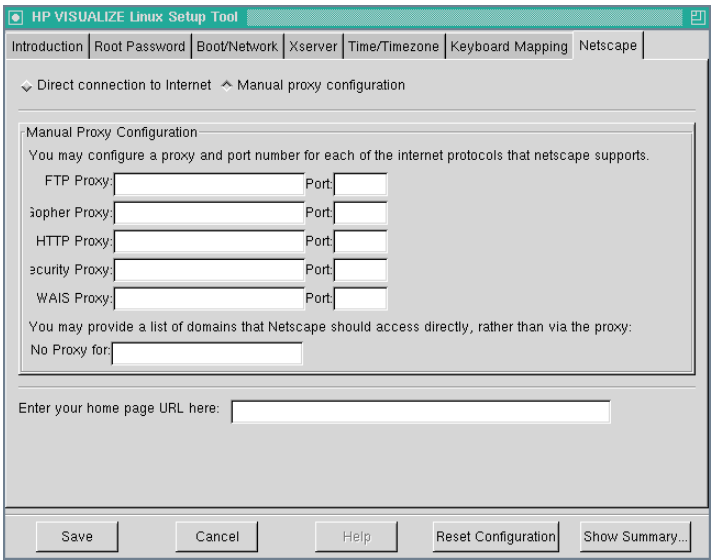 HP VISUALIZE Linux Setup Tool
Introduction Root Password Boot/Network Xserver Time/Timezone Keyboard Mapping Netscape
Direct connection to Internet Manual proxy configuration
Manual Proxy Configuration
You may configure a proxy and port number for each of the internet protocols that netscape supports.
FTP Proxy: Port:
Gopher Proxy: Port:
HTTP Proxy: Port:
ecurity Proxy: Port:
WAIS Proxy: Port:
You may provide a list of domains that Netscape should access directly, rather than via the proxy:
No Proxy for:
Enter your home page URL here:
Save Cancel Help Reset Configuration Show Summary...